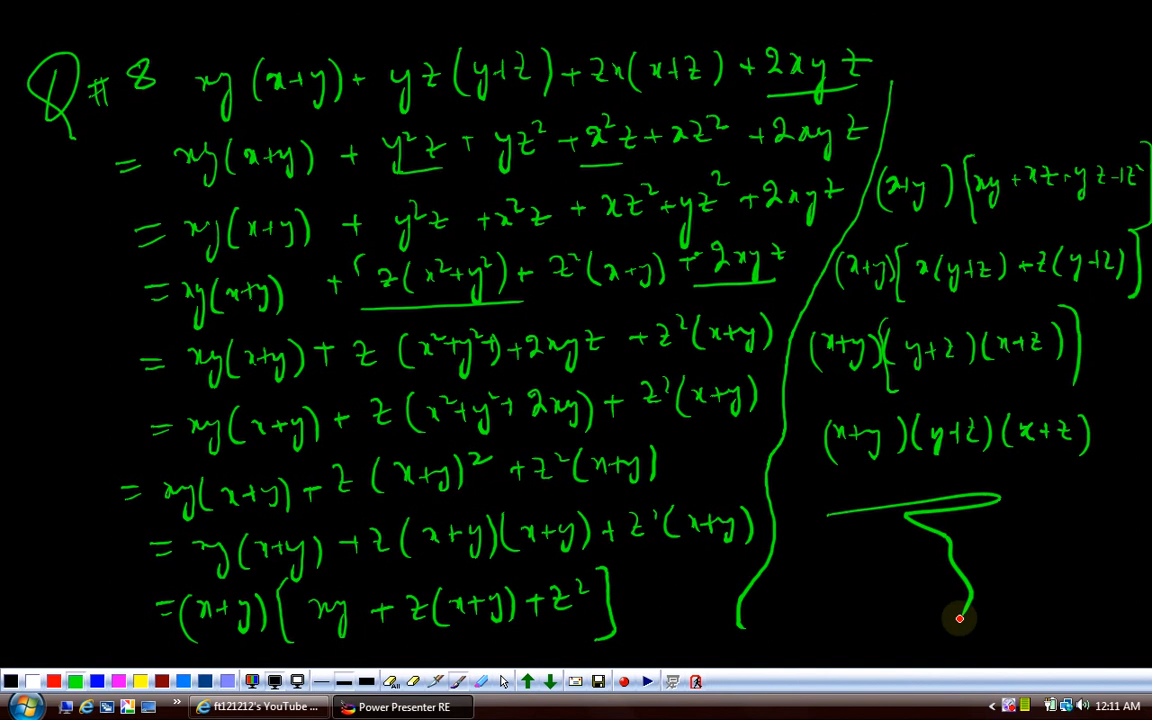 Q # 8 xy (x+y) + yz (y+z) + zx (x+z) + 2xyz
= xy(x+y) + y²z + yz² + x²z + xz² + 2xyz
= xy(x+y) + y²z + x²z + xz² + yz² + 2xyz
= xy(x+y) + z(x²+y²) + z²(x+y) + 2xyz
= xy(x+y) + z (x²+y²+) + 2xyz + z²(x+y)
= xy(x+y) + z (x²+y²+ 2xy) + z²(x+y)
= xy(x+y) + z (x+y)² + z²(x+y)
= xy(x+y) + z(x+y)(x+y) + z²(x+y)
= (x+y) [ xy + z(x+y) + z² ]
(x+y) [xy + xz + yz + z²]
(x+y)[ x(y+z) + z(y+z)]
(x+y)[(y+z)(x+z)]
(x+y)(y+z)(x+z)
ft121212's YouTube ...
Power Presenter RE
12:11 AM